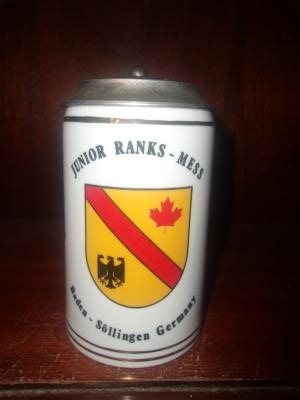 JUNIOR RANKS - MESS
Baden - Söllingen Germany